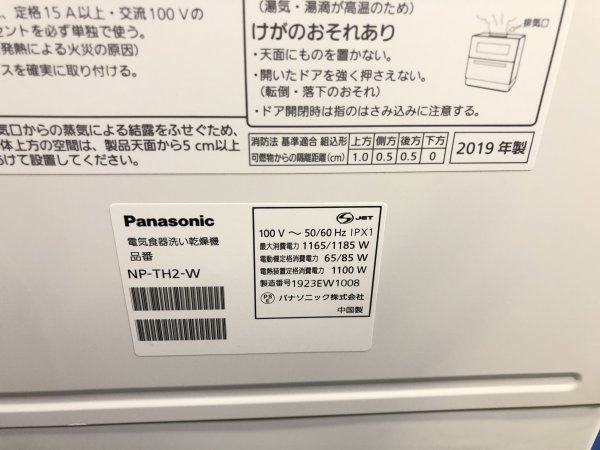 、定格15A以上・交流100Vの
セントを必ず単独で使う。
発熱による火災の原因)
スを確実に取り付ける。
(湯気・湯滴が高温のため)
けがのおそれあり
・天面にものを置かない。
・開いたドアを強く押さえない。
(転倒・落下のおそれ)
・ドア開閉時は指のはさみ込みに注意する。
排気口
気口からの蒸気による結露をふせぐため、
体上方の空間は、製品天面から5cm以上
あけて設置してください。
消防法 基準適合 組込形 上方 側方 後方 下方
可燃物からの離隔距離(cm) 1.0 0.5 0.5 0
2019年製
Panasonic
電気食器洗い乾燥機
品番
NP-TH2-W
S JET
100 V ～ 50/60 Hz IPX1
最大消費電力 1165/1185 W
電動機定格消費電力 65/85 W
電熱装置定格消費電力 1100 W
製造番号1923EW1008
PSE パナソニック株式会社
中国製